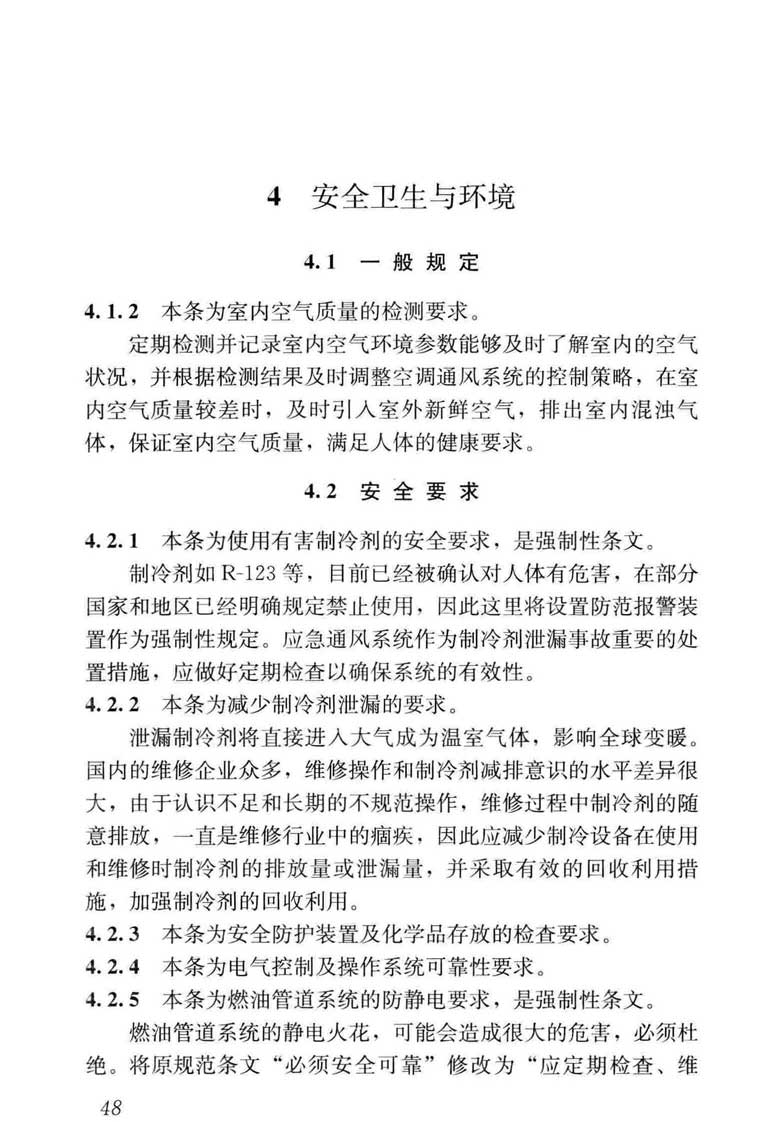 4 安全卫生与环境
4.1 一般规定
4.1.2 本条为室内空气质量的检测要求。
定期检测并记录室内空气环境参数能够及时了解室内的空气
状况，并根据检测结果及时调整空调通风系统的控制策略，在室
内空气质量较差时，及时引入室外新鲜空气，排出室内混浊气
体，保证室内空气质量，满足人体的健康要求。
4.2 安全要求
4.2.1 本条为使用有害制冷剂的安全要求，是强制性条文。
制冷剂如 R-123 等，目前已经被确认对人体有危害，在部分
国家和地区已经明确规定禁止使用，因此这里将设置防范报警装
置作为强制性规定。应急通风系统作为制冷剂泄漏事故重要的处
置措施，应做好定期检查以确保系统的有效性。
4.2.2 本条为减少制冷剂泄漏的要求。
泄漏制冷剂将直接进入大气成为温室气体，影响全球变暖。
国内的维修企业众多，维修操作和制冷剂减排意识的水平差异很
大，由于认识不足和长期的不规范操作，维修过程中制冷剂的随
意排放，一直是维修行业中的痼疾，因此应减少制冷设备在使用
和维修时制冷剂的排放量或泄漏量，并采取有效的回收利用措
施，加强制冷剂的回收利用。
4.2.3 本条为安全防护装置及化学品存放的检查要求。
4.2.4 本条为电气控制及操作系统可靠性要求。
4.2.5 本条为燃油管道系统的防静电要求，是强制性条文。
燃油管道系统的静电火花，可能会造成很大的危害，必须杜
绝。将原规范条文“必须安全可靠”修改为“应定期检查、维
48